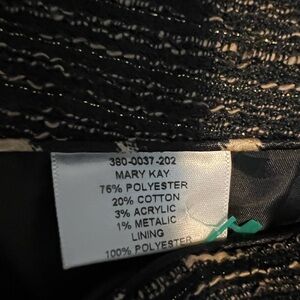 380-0037-202
MARY KAY
76% POLYESTER
20% COTTON
3% ACRYLIC
1% METALIC
LINING
100% POLYESTER